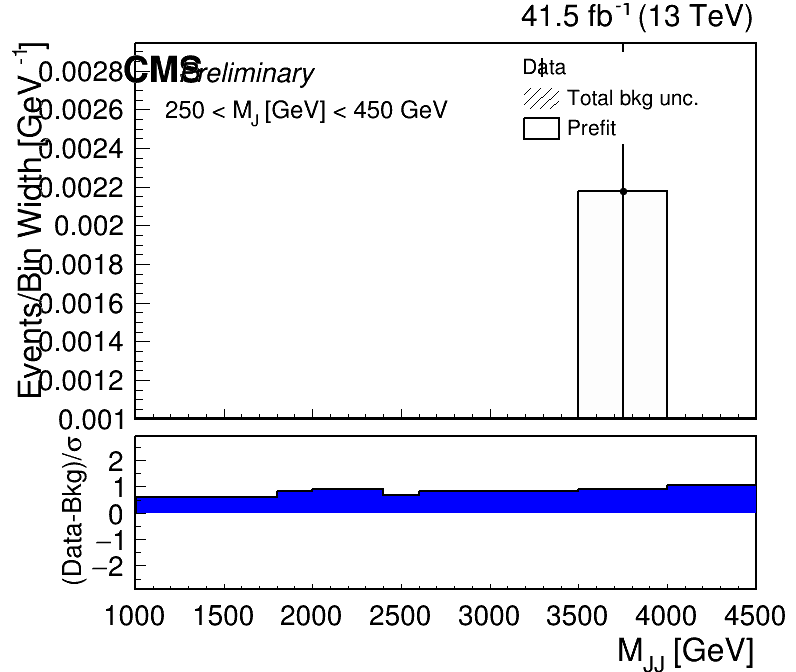 41.5 fb⁻¹ (13 TeV)
CMS Preliminary
250 < M_J [GeV] < 450 GeV
Data
Total bkg unc.
Prefit
Events/Bin Width [GeV⁻¹]
0.0028
0.0026
0.0024
0.0022
0.002
0.0018
0.0016
0.0014
0.0012
0.001
(Data-Bkg)/σ
2
1
0
−1
−2
1000 1500 2000 2500 3000 3500 4000 4500
M_JJ [GeV]